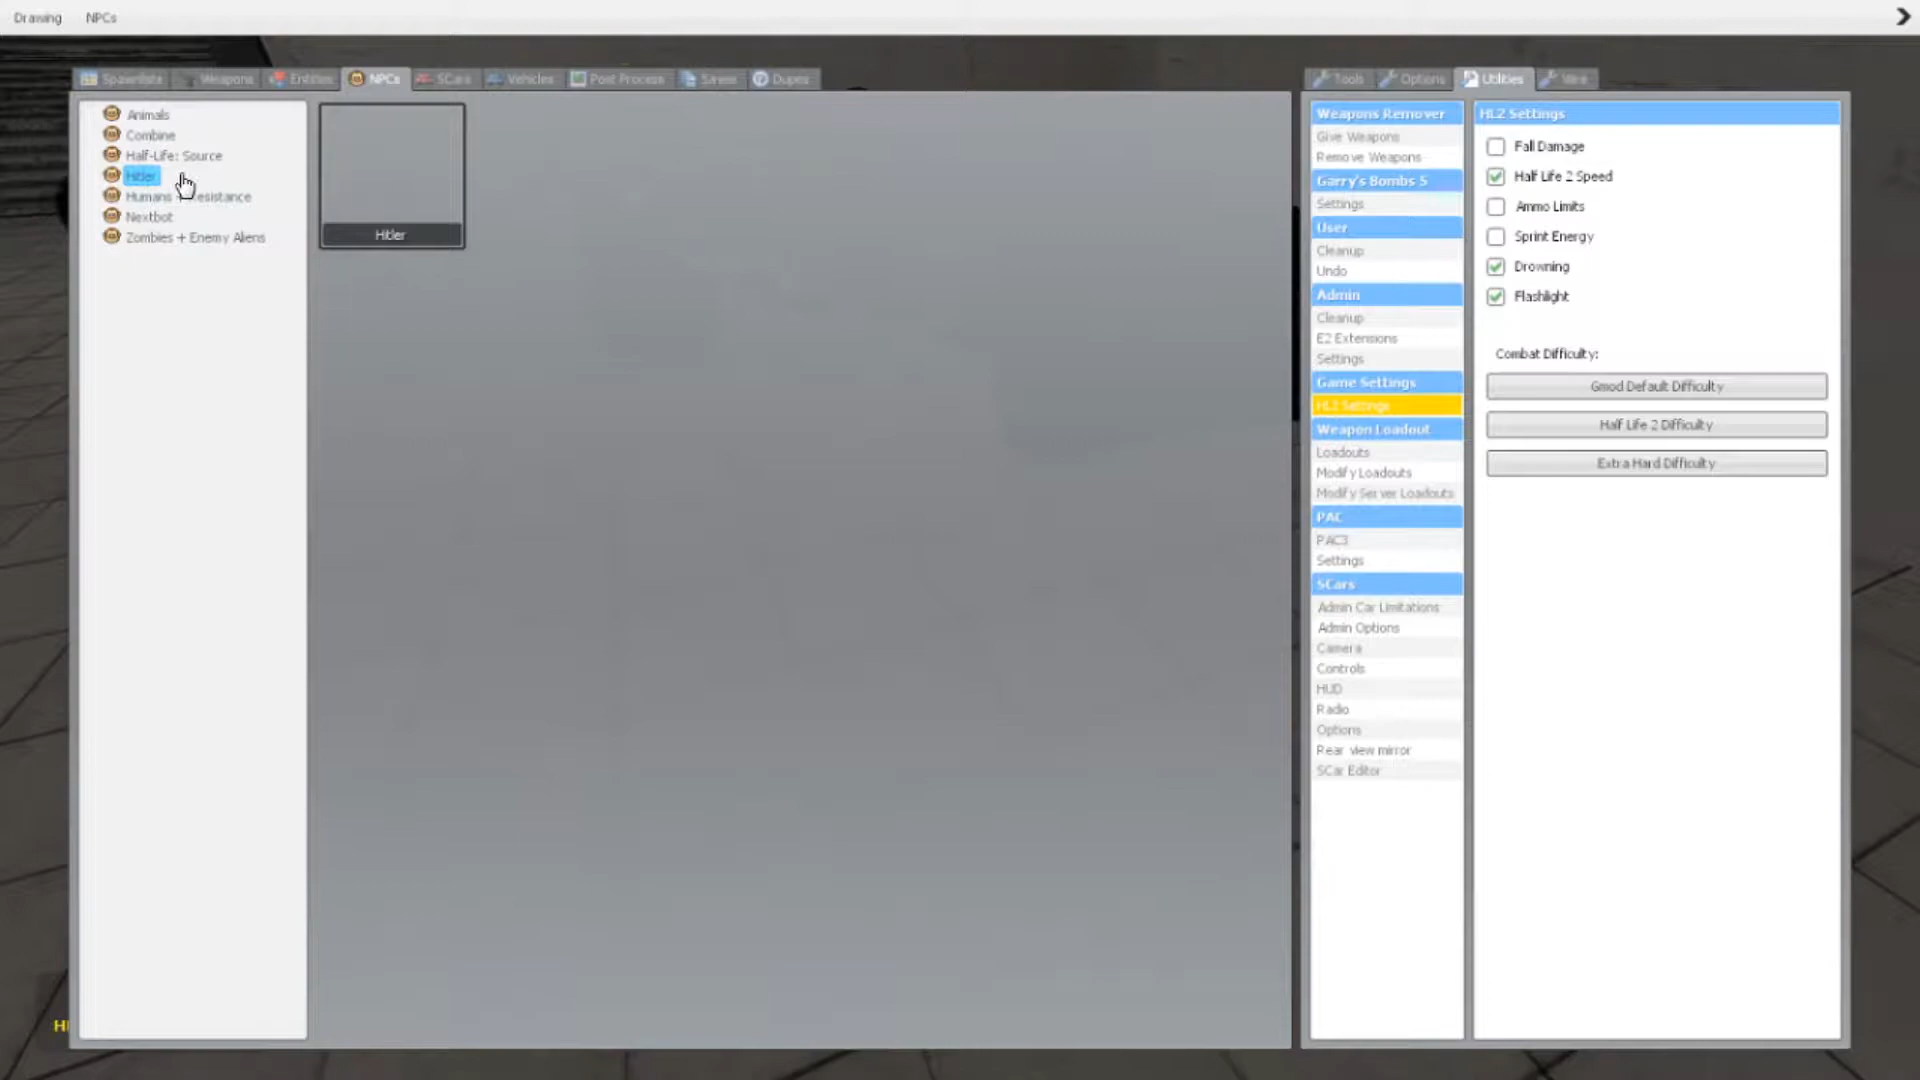 Drawing NPCs
Spawnlists Weapons Entities NPCs SCars Vehicles Post Process Saves Dupes
Animals
Combine
Half-Life: Source
Hitler
Humans + Resistance
Nextbot
Zombies + Enemy Aliens
Hitler
Tools Options Utilities Wire
Weapons Remover
Give Weapons
Remove Weapons
Garry's Bombs 5
Settings
User
Cleanup
Undo
Admin
Cleanup
E2 Extensions
Settings
Game Settings
HL2 Settings
Weapon Loadout
Loadouts
Modify Loadouts
Modify Server Loadouts
PAC
PAC3
Settings
SCars
Admin Car Limitations
Admin Options
Camera
Controls
HUD
Radio
Options
Rear view mirror
SCar Editor
HL2 Settings
Fall Damage
Half Life 2 Speed
Ammo Limits
Sprint Energy
Drowning
Flashlight
Combat Difficulty:
Gmod Default Difficulty
Half Life 2 Difficulty
Extra Hard Difficulty